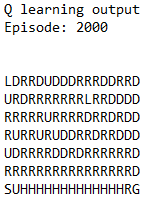 Q learning output
Episode: 2000
LDRRDUDDDRRRDDRRD
URDRRRRRRRLRRDDDD
RRRRRURRRRDRRDRDD
RURRURUDDRRDRRDDD
UDRRRRDDRDRRRRRRD
RRRRRRRRRRRRRRRRD
SUHHHHHHHHHHHHHRG